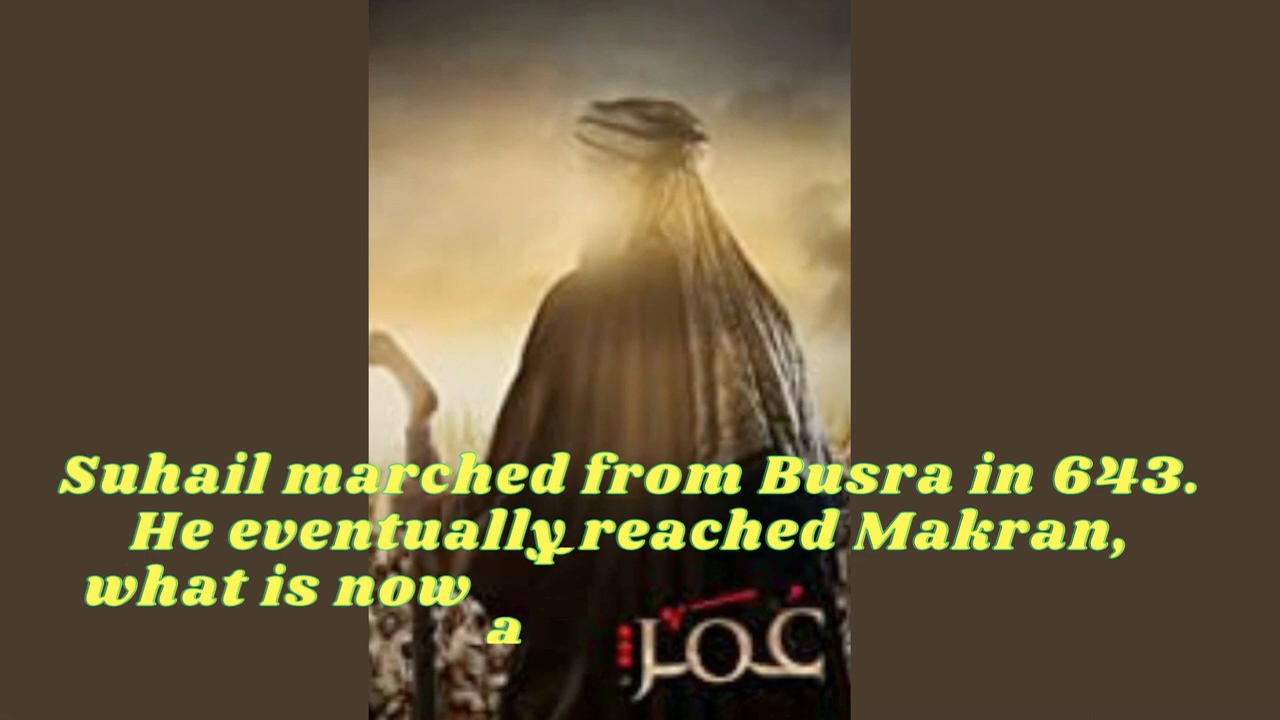 Suhail marched from Busra in 643.
He eventually reached Makran,
what is now
a
عمر